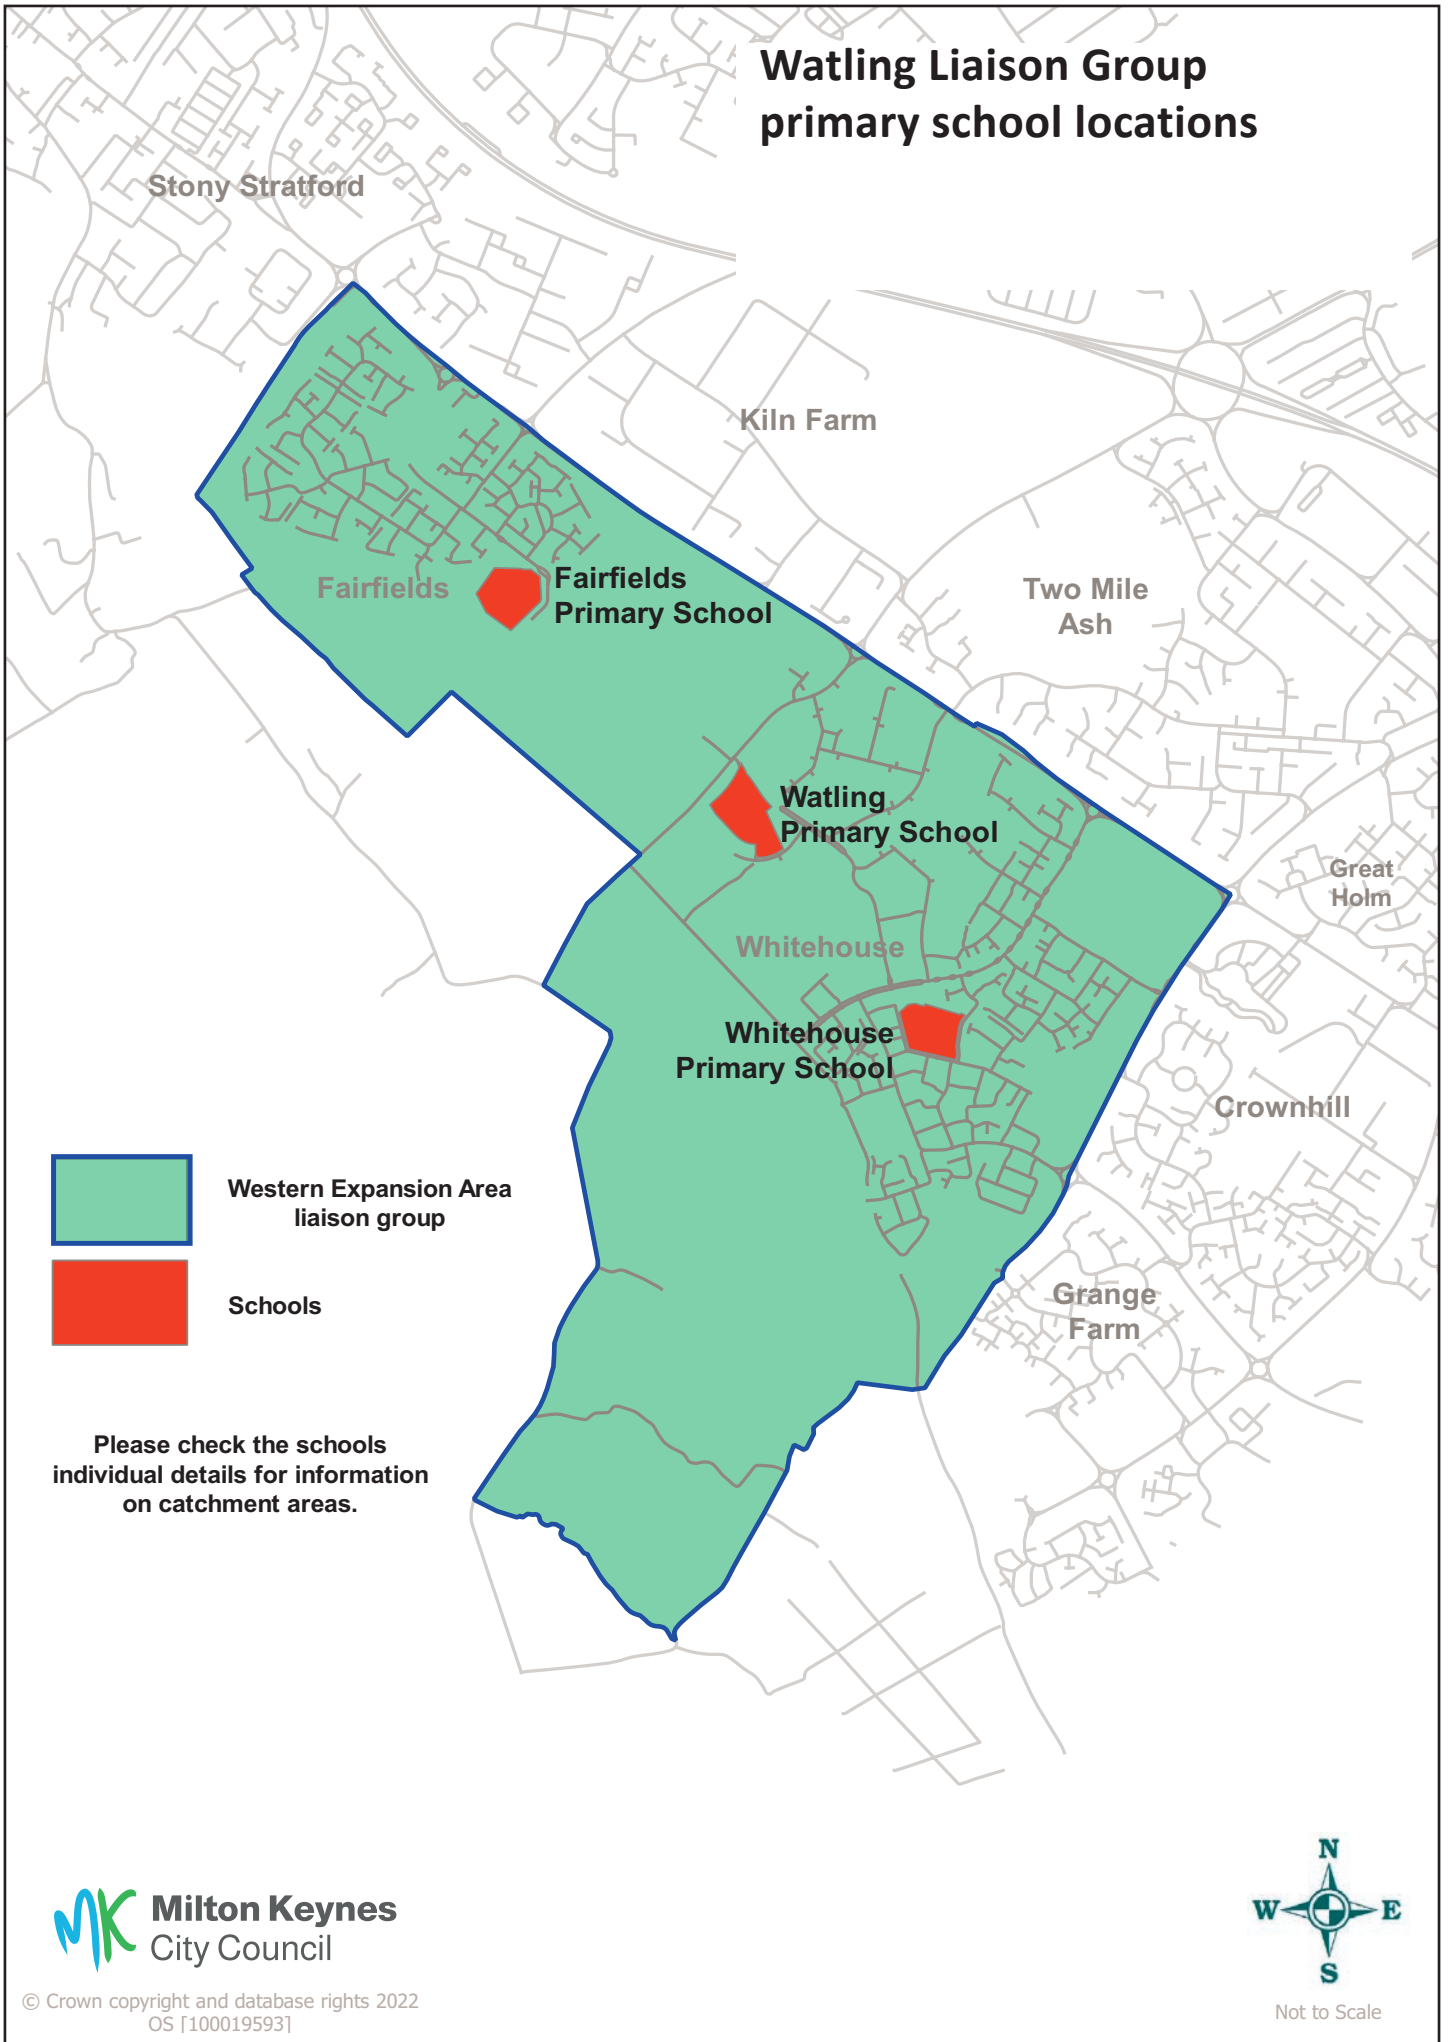 Watling Liaison Group
primary school locations
Stony Stratford
Kiln Farm
Fairfields
Fairfields
Primary School
Two Mile
Ash
Watling
Primary School
Great
Holm
Whitehouse
Whitehouse
Primary School
Crownhill
Western Expansion Area
liaison group
Grange
Farm
Schools
Please check the schools
individual details for information
on catchment areas.
N
W E
S
Milton Keynes
City Council
© Crown copyright and database rights 2022
OS [100019593]
Not to Scale